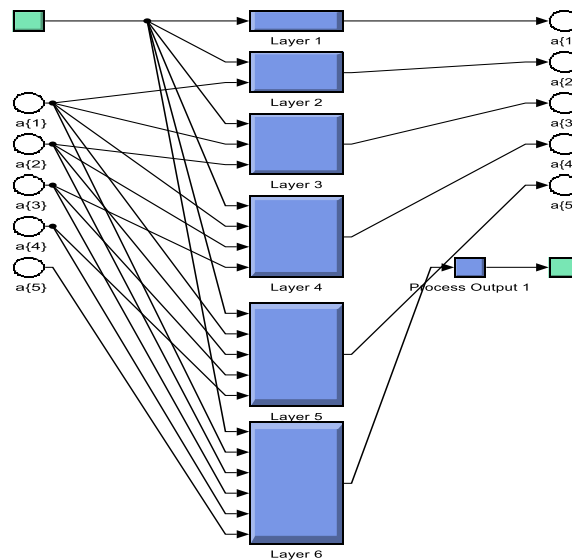 Layer 1
a{1
a{2
Layer 2
a{1}
a{3
a{2}
Layer 3
a{4
a{3}
a{5
a{4}
a{5}
Layer 4
Process Output 1
Layer 5
Layer 6